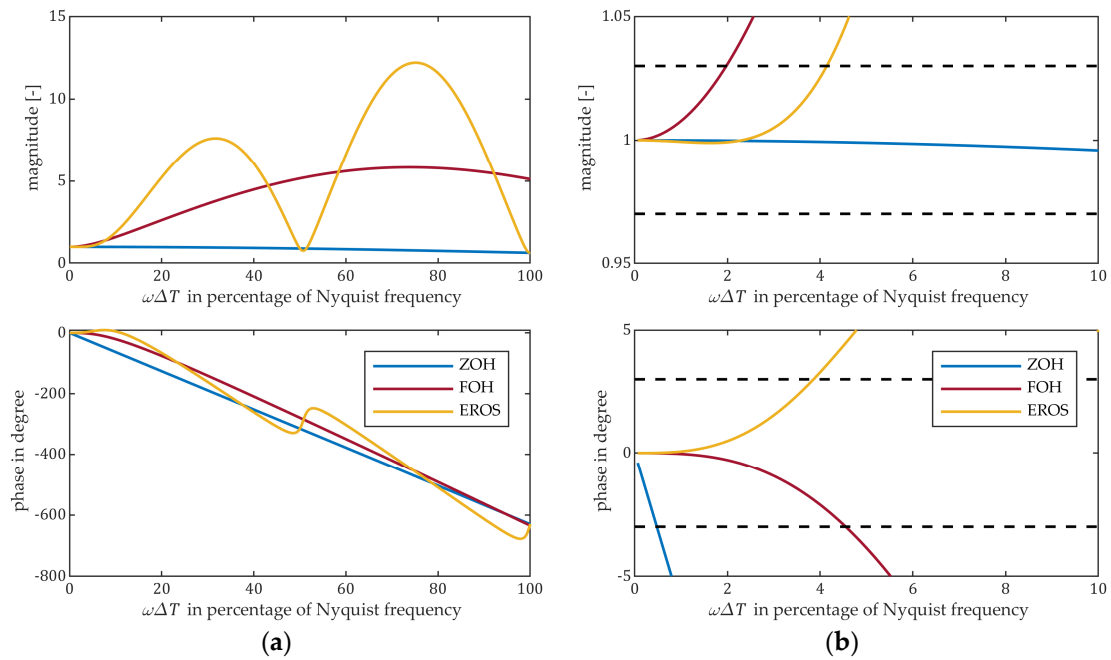 15
10
5
0
magnitude [-]
0 20 40 60 80 100
ωΔT in percentage of Nyquist frequency
1.05
1
0.95
magnitude [-]
0 2 4 6 8 10
ωΔT in percentage of Nyquist frequency
0
-200
-400
-600
-800
phase in degree
ZOH
FOH
EROS
0 20 40 60 80 100
ωΔT in percentage of Nyquist frequency
(a)
5
0
-5
phase in degree
ZOH
FOH
EROS
0 2 4 6 8 10
ωΔT in percentage of Nyquist frequency
(b)